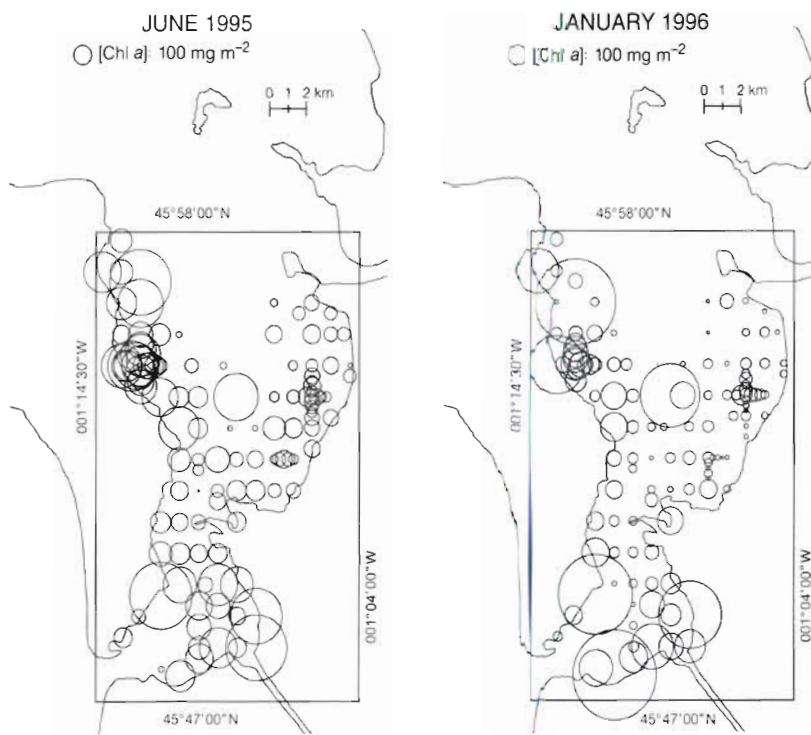 JUNE 1995
[Chl a]: 100 mg m⁻²
0 1 2 km
45°58'00"N
001°14'30"W
001°04'00"W
45°47'00"N
JANUARY 1996
[Chl a]: 100 mg m⁻²
0 1 2 km
45°58'00"N
001°14'30"W
001°04'00"W
45°47'00"N